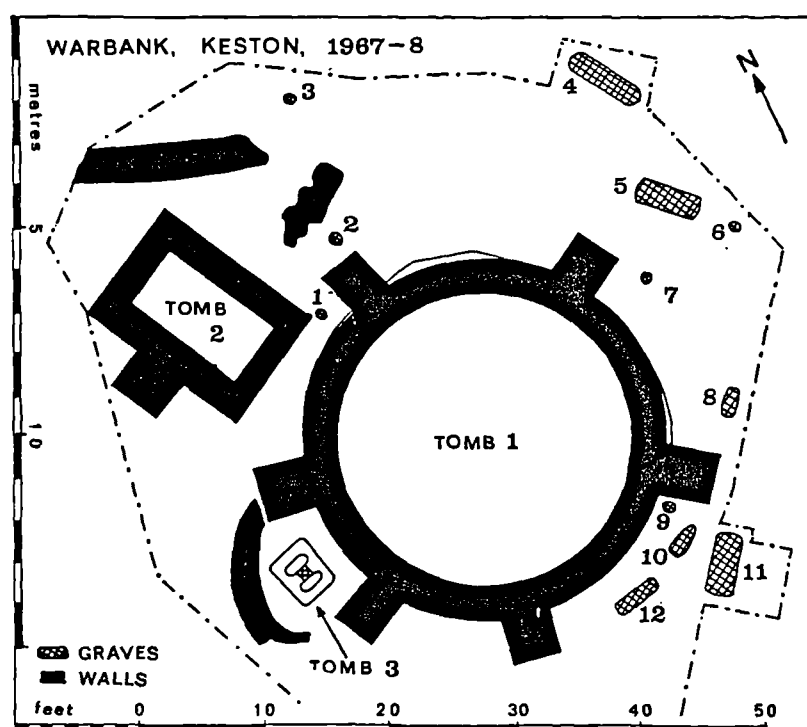 WARBANK, KESTON, 1967-8
N
metres
5
10
3
4
5
2
6
1
7
TOMB
2
8
TOMB 1
9
10
11
12
TOMB 3
GRAVES
WALLS
feet 0 10 20 30 40 50